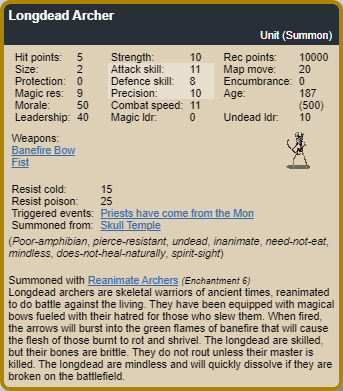 Longdead Archer
Unit (Summon)
Hit points: 5 Strength: 10 Rec points: 10000
Size: 2 Attack skill: 11 Map move: 20
Protection: 0 Defence skill: 8 Encumbrance: 0
Magic res: 9 Precision: 10 Age: 187
Morale: 50 Combat speed: 11 (500)
Leadership: 40 Magic ldr: 0 Undead ldr: 10
Weapons:
Banefire Bow
Fist
Resist cold: 15
Resist poison: 25
Triggered events: Priests have come from the Mon
Summoned from: Skull Temple
(Poor-amphibian, pierce-resistant, undead, inanimate, need-not-eat,
mindless, does-not-heal-naturally, spirit-sight)
Summoned with Reanimate Archers (Enchantment 6)
Longdead archers are skeletal warriors of ancient times, reanimated
to do battle against the living. They have been equipped with magical
bows fueled with their hatred for those who slew them. When fired,
the arrows will burst into the green flames of banefire that will cause
the flesh of those burnt to rot and shrivel. The longdead are skilled,
but their bones are brittle. They do not rout unless their master is
killed. The longdead are mindless and will quickly dissolve if they are
broken on the battlefield.